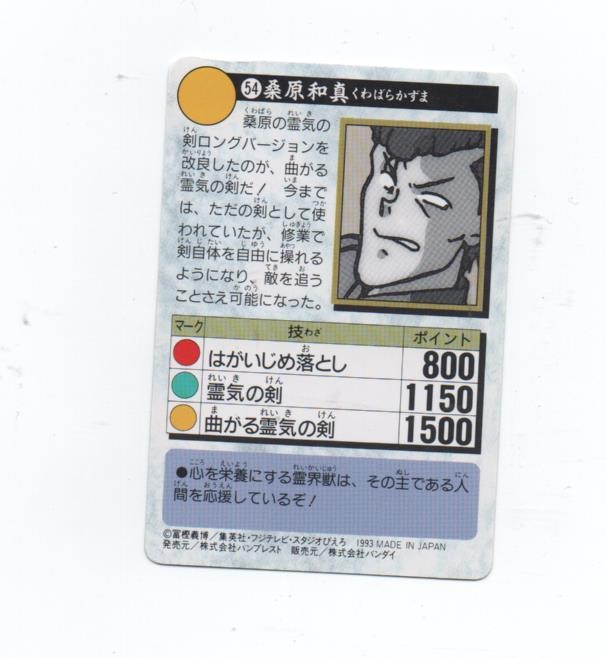 54 桑原和真 くわばらかずま
桑原の霊気の
剣ロングバージョンを
改良したのが、曲がる
霊気の剣だ! 今まで
は、ただの剣として使
われていたが、修業で
剣自体を自由に操れる
ようになり、敵を追う
ことさえ可能になった。
マーク 技わざ ポイント
はがいじめ落とし 800
霊気の剣 1150
曲がる霊気の剣 1500
●心を栄養にする霊界獣は、その主である人
間を応援しているぞ!
©冨樫義博/集英社・フジテレビ・スタジオぴえろ 1993 MADE IN JAPAN
発売元/株式会社バンプレスト 販売元/株式会社バンダイ